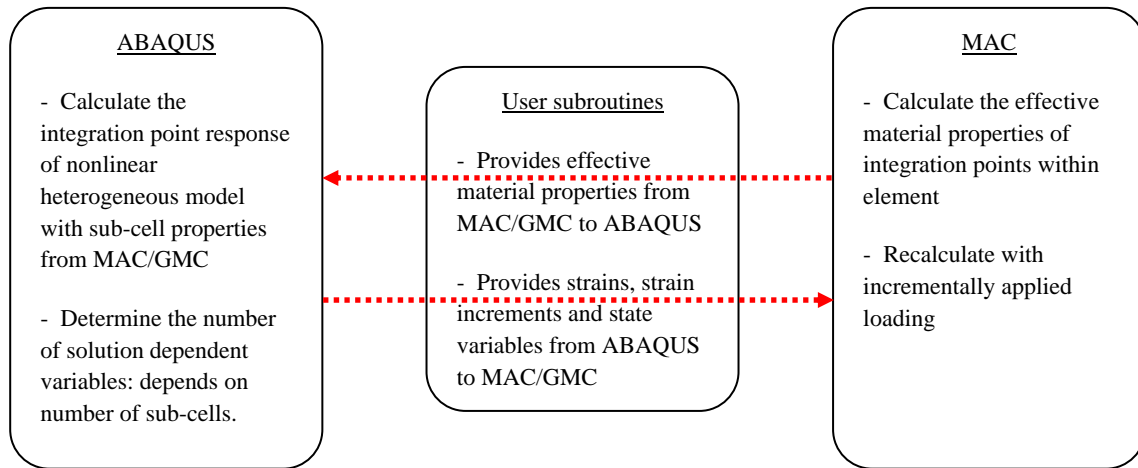 ABAQUS
- Calculate the
integration point response
of nonlinear
heterogeneous model
with sub-cell properties
from MAC/GMC
- Determine the number
of solution dependent
variables: depends on
number of sub-cells.
User subroutines
- Provides effective
material properties from
MAC/GMC to ABAQUS
- Provides strains, strain
increments and state
variables from ABAQUS
to MAC/GMC
MAC
- Calculate the effective
material properties of
integration points within
element
- Recalculate with
incrementally applied
loading